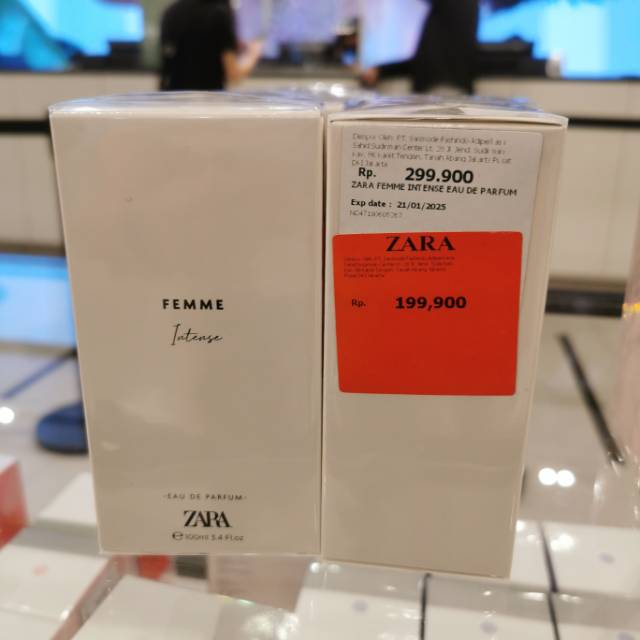 FEMME
Intense
-EAU DE PARFUM-
ZARA
℮100ml 3.4 Fl.oz
Rp. 299.900
ZARA FEMME INTENSE EAU DE PARFUM
Exp date : 21/01/2025
ZARA
Rp. 199,900